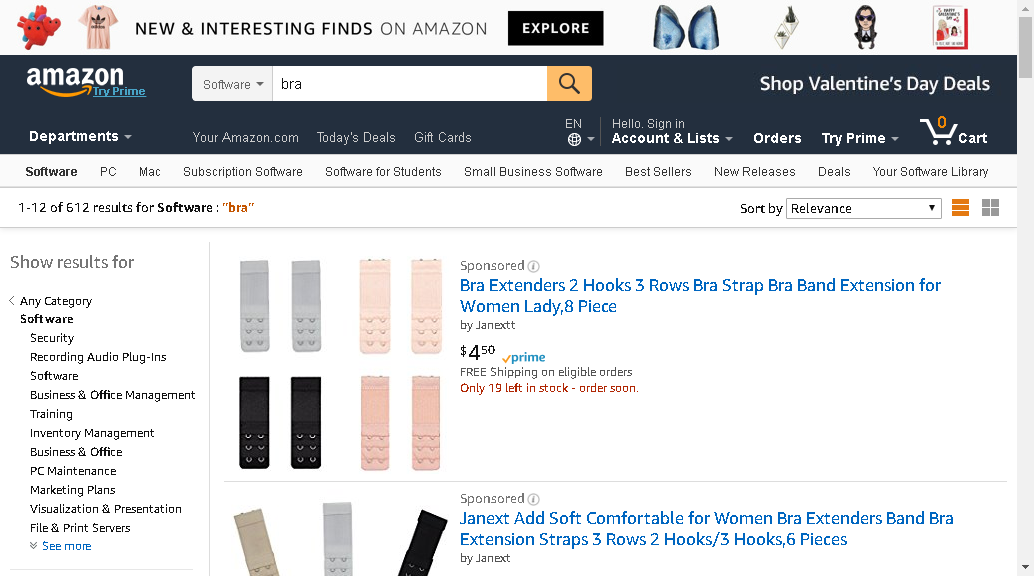 NEW & INTERESTING FINDS ON AMAZON
EXPLORE
adidas
amazon
Try Prime
Software
bra
Shop Valentine's Day Deals
Departments
Your Amazon.com
Today's Deals
Gift Cards
EN
Hello. Sign in
Account & Lists
Orders
Try Prime
0
Cart
Software
PC
Mac
Subscription Software
Software for Students
Small Business Software
Best Sellers
New Releases
Deals
Your Software Library
1-12 of 612 results for Software : "bra"
Sort by Relevance
Show results for
Any Category
Software
Security
Recording Audio Plug-Ins
Software
Business & Office Management
Training
Inventory Management
Business & Office
PC Maintenance
Marketing Plans
Visualization & Presentation
File & Print Servers
See more
Sponsored
Bra Extenders 2 Hooks 3 Rows Bra Strap Bra Band Extension for
Women Lady,8 Piece
by Janextt
$4 50 prime
FREE Shipping on eligible orders
Only 19 left in stock - order soon.
Sponsored
Janext Add Soft Comfortable for Women Bra Extenders Band Bra
Extension Straps 3 Rows 2 Hooks/3 Hooks,6 Pieces
by Janext